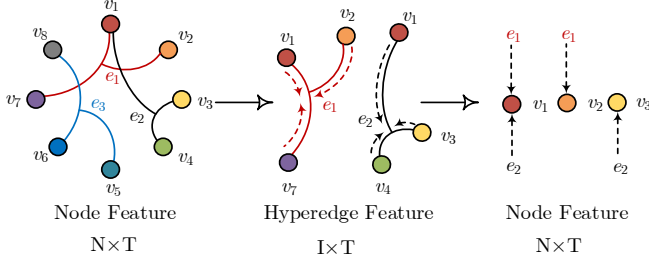 v₁
v₈
v₂
e₁
v₇
v₃
e₃
e₂
v₆
v₄
v₅
Node Feature
N×T
v₂
v₁
v₁
e₁
e₂
v₃
v₇
v₄
Hyperedge Feature
I×T
e₁
e₁
v₁
v₂
v₃
e₂
e₂
Node Feature
N×T